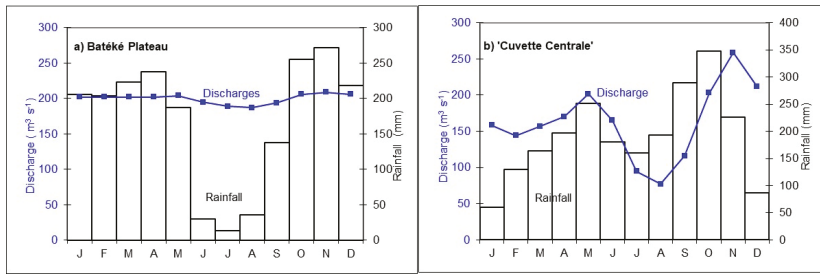 a) Batéké Plateau
Discharges
Rainfall
Discharge ( m³ s⁻¹)
Rainfall (mm)
300
250
200
150
100
50
0
300
250
200
150
100
50
0
J F M A M J J A S O N D
b) 'Cuvette Centrale'
Discharge
Rainfall
Discharge (m³ s⁻¹)
Rainfall (mm)
300
250
200
150
100
50
0
400
350
300
250
200
150
100
50
0
J F M A M J J A S O N D